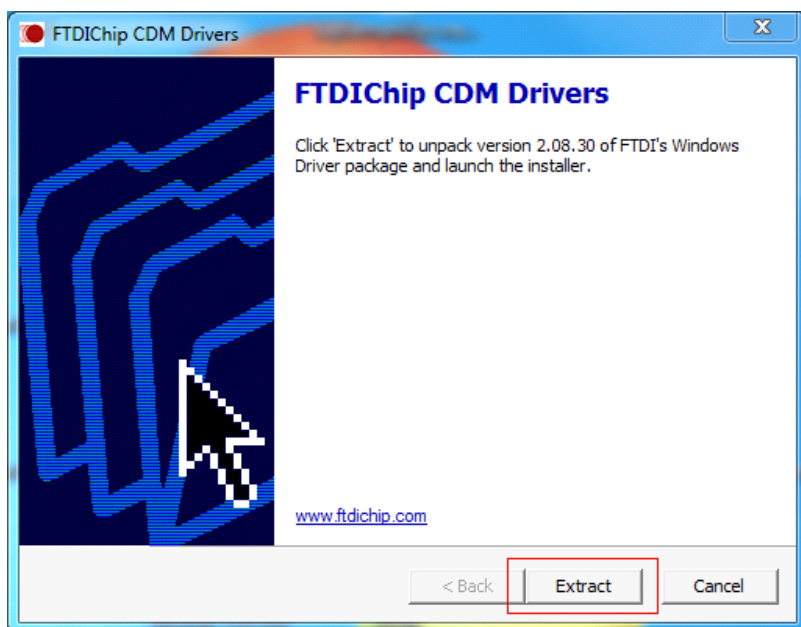 FTDIChip CDM Drivers
X
FTDIChip CDM Drivers
Click 'Extract' to unpack version 2.08.30 of FTDI's Windows
Driver package and launch the installer.
www.ftdichip.com
< Back Extract Cancel